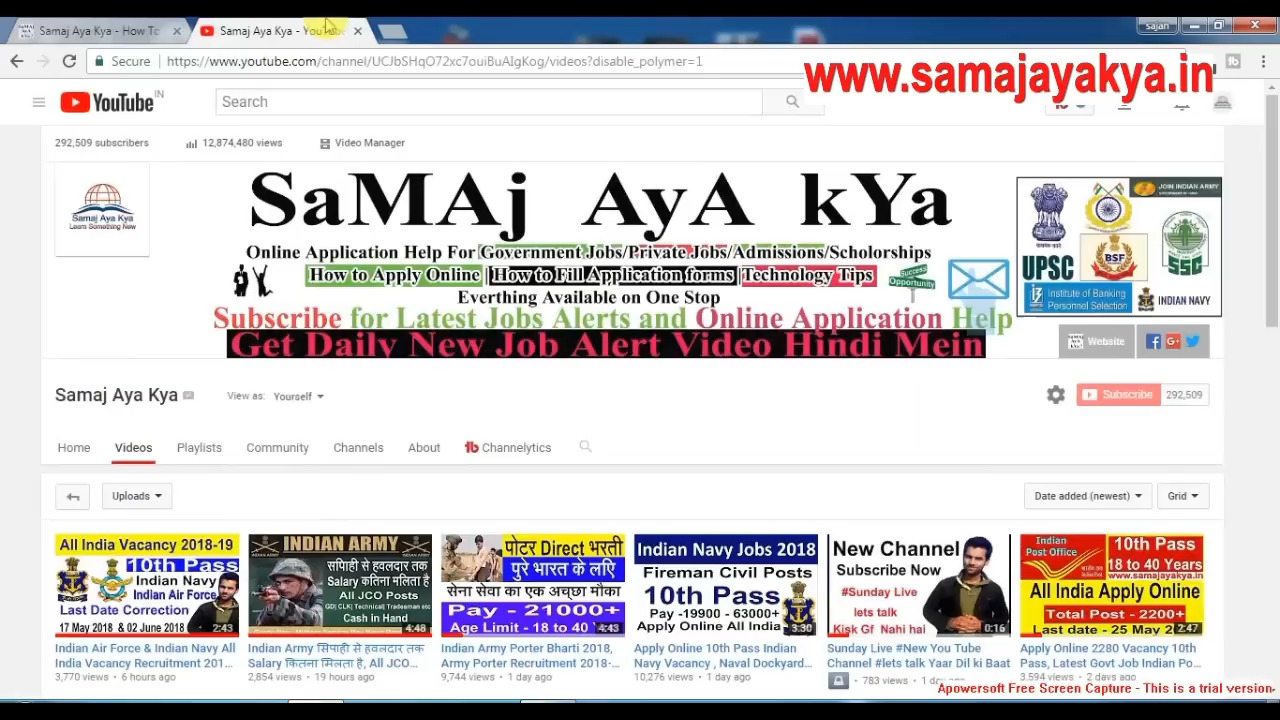 Samaj Aya Kya - How To
Samaj Aya Kya - YouTube
sajan
Secure
www.samajayakya.in
YouTube IN
Search
292,509 subscribers
12,874,480 views
Video Manager
Samaj Aya Kya
Learn Something New
SaMAj AyA kYa
Online Application Help For Government Jobs/Private Jobs/Admissions/Scholorships
How to Apply Online | How to Fill Application forms | Technology Tips
Everthing Available on One Stop
Subscribe For Latest Jobs Alerts and Online Application Help
Get Daily New Job Alert Video Hindi Mein
Success
Opportunity
JOIN INDIAN ARMY
UPSC
BSF
SSC
Institute of Banking
Personnel Selection
INDIAN NAVY
Website
Samaj Aya Kya
View as: Yourself
Subscribe 292,509
Home
Videos
Playlists
Community
Channels
About
Channelytics
Uploads
Date added (newest)
Grid
All India Vacancy 2018-19
10th Pass
Indian Navy
Indian Air Force
Last Date Correction
17 May 2018 & 02 June 2018
2:43
Indian Air Force & Indian Navy All
India Vacancy Recruitment 201...
3,770 views • 6 hours ago
INDIAN ARMY
सिपाही से हवलदार तक
Salary कितना मिलता है
All JCO Posts
GD| CLK| Technical| Tradesmen etc
Cash in Hand
4:48
Indian Army सिपाही से हवलदार तक
Salary कितना मिलता है, All JCO...
2,854 views • 19 hours ago
पोटर Direct भरती
पुरे भारत के लिए
सेना सेवा का एक अच्छा मौका
Pay - 21000+
Age Limit - 18 to 40
4:43
Indian Army Porter Bharti 2018,
Army Porter Recruitment 2018-...
9,744 views • 1 day ago
Indian Navy Jobs 2018
Fireman Civil Posts
10th Pass
Pay -19900 - 63000+
Apply Online All India
3:30
Apply Online 10th Pass Indian
Navy Vacancy , Naval Dockyard...
10,276 views • 1 day ago
New Channel
Subscribe Now
#Sunday Live
lets talk
Kisk Gf Nahi hai
0:16
Sunday Live #New You Tube
Channel #lets talk Yaar Dil ki Baat
783 views • 1 day ago
Indian
Post Office
10th Pass
18 to 40 Years
www.samajayakya.in
All India Apply Online
Total Post - 2200+
Last date - 25 May
2:47
Apply Online 2280 Vacancy 10th
Pass, Latest Govt Job Indian Po...
3,594 views • 2 days ago
Apowersoft Free Screen Capture - This is a trial version